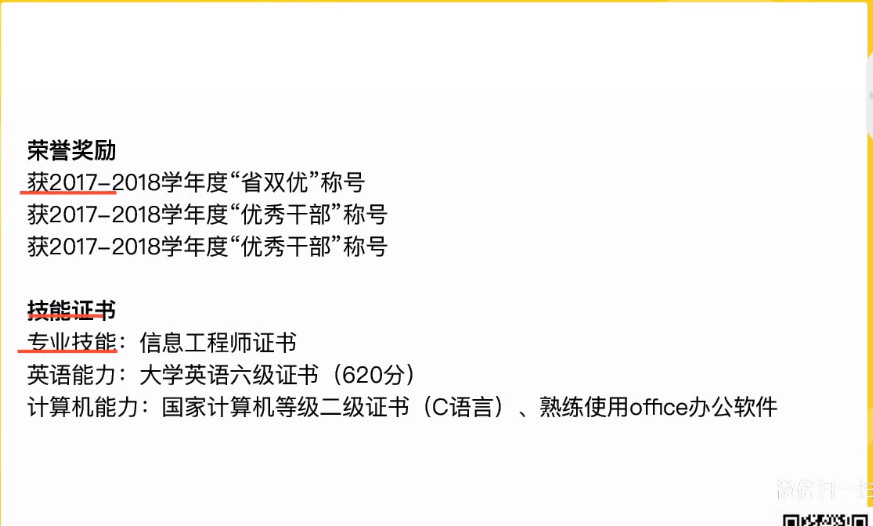 荣誉奖励
获2017-2018学年度“省双优”称号
获2017-2018学年度“优秀干部”称号
获2017-2018学年度“优秀干部”称号
技能证书
专业技能：信息工程师证书
英语能力：大学英语六级证书（620分）
计算机能力：国家计算机等级二级证书（C语言）、熟练使用office办公软件
微信扫一扫